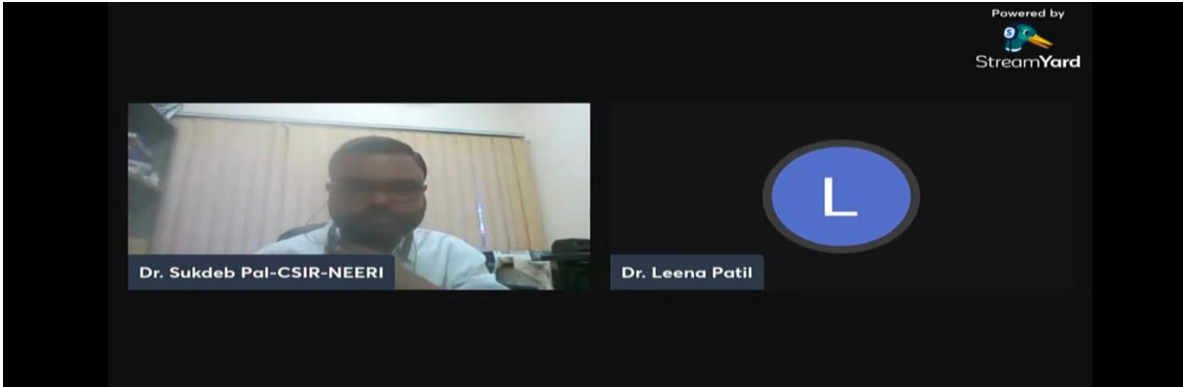 Powered by
S
StreamYard
Dr. Sukdeb Pal-CSIR-NEERI
L
Dr. Leena Patil